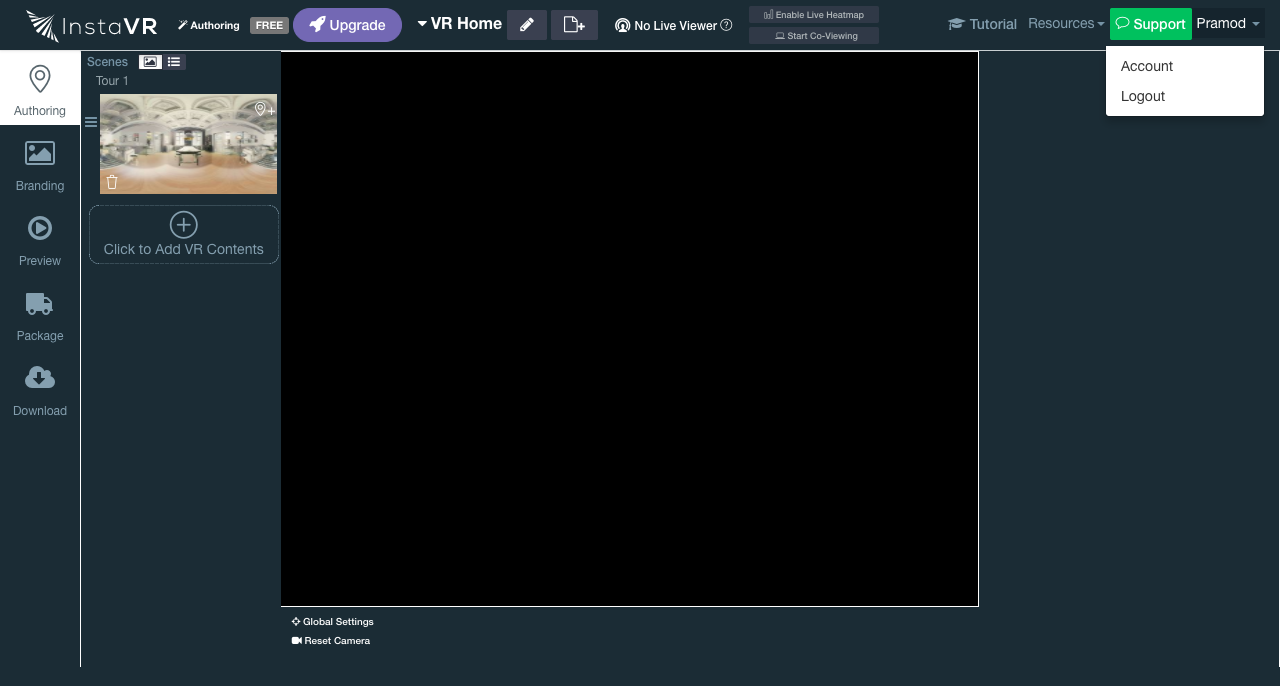 InstaVR
Authoring
FREE
Upgrade
VR Home
No Live Viewer
Enable Live Heatmap
Start Co-Viewing
Tutorial
Resources
Support
Pramod
Account
Logout
Authoring
Branding
Preview
Package
Download
Scenes
Tour 1
Click to Add VR Contents
Global Settings
Reset Camera